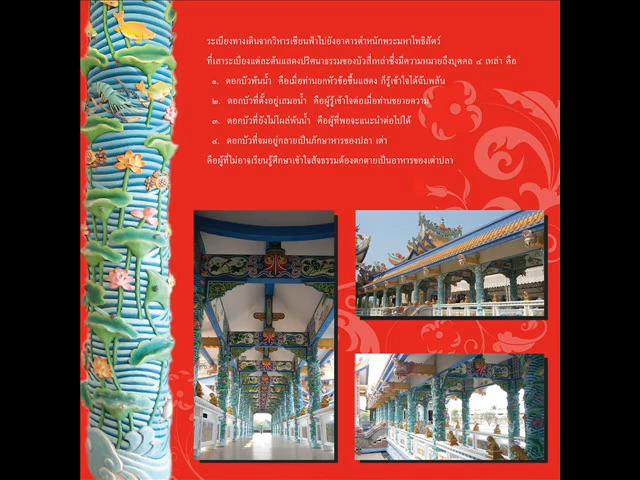 ระเบียงทางเดินจากวิหารเซียนฟ้าไปยังอาคารตำหนักพระมหาโพธิสัตว์
ที่เสาระเบียงแต่ละต้นแสดงปริศนาธรรมของบัวสี่เหล่าซึ่งมีความหมายถึงบุคคล ๔ เหล่า คือ
๑. ดอกบัวพ้นน้ำ คือเมื่อท่านยกหัวข้อขึ้นแสดง ก็รู้เข้าใจได้ฉับพลัน
๒. ดอกบัวที่ตั้งอยู่เสมอน้ำ คือผู้รู้เข้าใจต่อเมื่อท่านขยายความ
๓. ดอกบัวที่ยังไม่โผล่พ้นน้ำ คือผู้ที่พอจะแนะนำต่อไปได้
๔. ดอกบัวที่จมอยู่กลายเป็นภักษาหารของปลา เต่า
คือผู้ที่ไม่อาจเรียนรู้ศึกษาเข้าใจสัจธรรมต้องตกตายเป็นอาหารของเต่าปลา